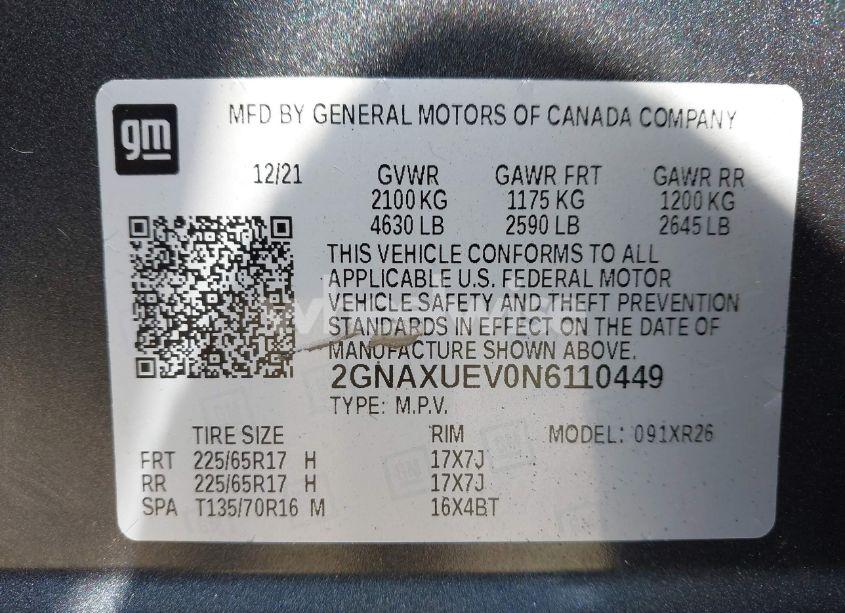 gm
MFD BY GENERAL MOTORS OF CANADA COMPANY
12/21 GVWR GAWR FRT GAWR RR
2100 KG 1175 KG 1200 KG
4630 LB 2590 LB 2645 LB
THIS VEHICLE CONFORMS TO ALL
APPLICABLE U.S. FEDERAL MOTOR
VEHICLE SAFETY AND THEFT PREVENTION
STANDARDS IN EFFECT ON THE DATE OF
MANUFACTURE SHOWN ABOVE.
2GNAXUEV0N6110449
TYPE: M.P.V.
TIRE SIZE RIM MODEL: 091XR26
FRT 225/65R17 H 17X7J
RR 225/65R17 H 17X7J
SPA T135/70R16 M 16X4BT